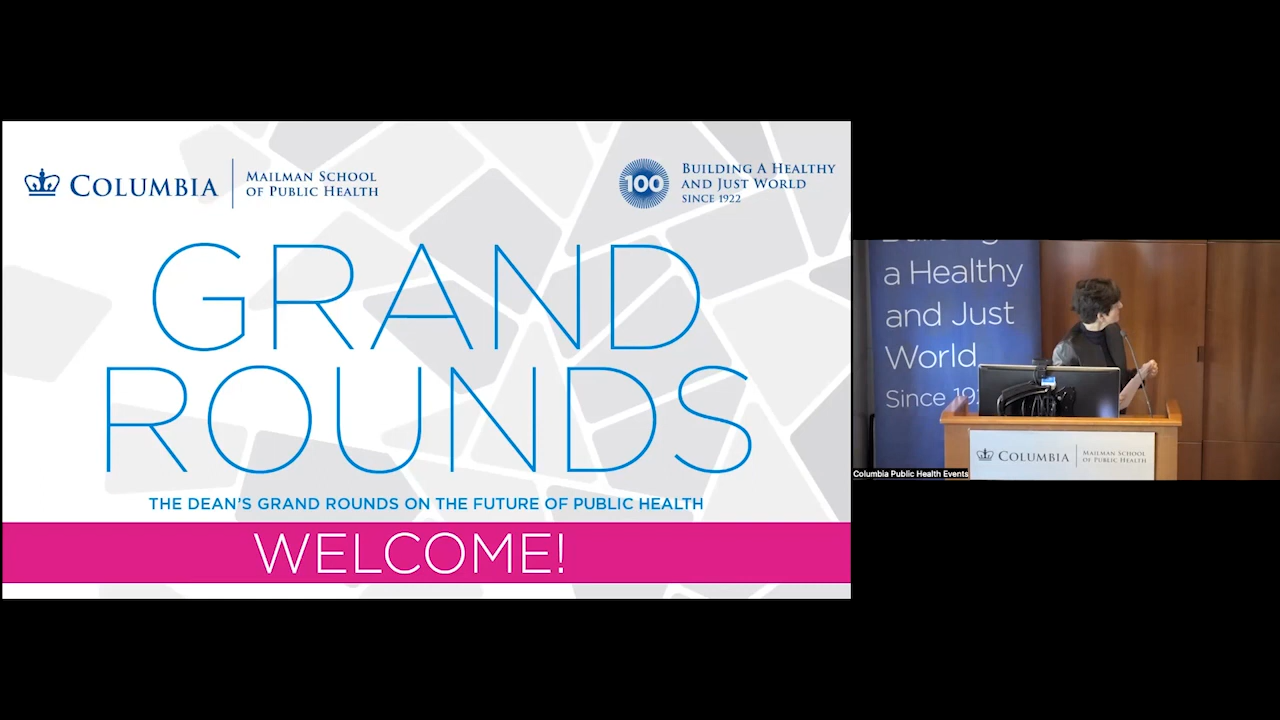 COLUMBIA
MAILMAN SCHOOL
OF PUBLIC HEALTH
100
BUILDING A HEALTHY
AND JUST WORLD
SINCE 1922
GRAND
ROUNDS
THE DEAN'S GRAND ROUNDS ON THE FUTURE OF PUBLIC HEALTH
WELCOME!
a Healthy
and Just
World
Since
COLUMBIA
MAILMAN SCHOOL
OF PUBLIC HEALTH
Columbia Public Health Events